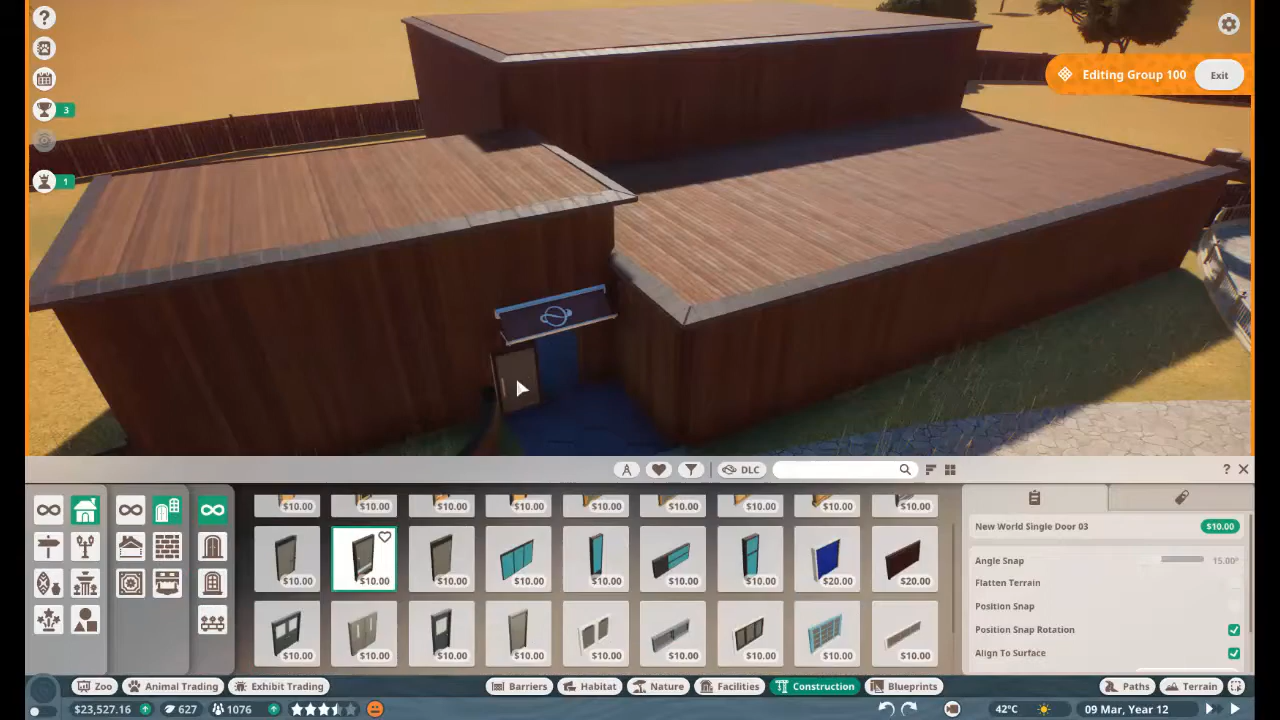 ?
Editing Group 100
Exit
3
1
DLC
? ×
$10.00 $10.00 $10.00 $10.00 $10.00 $10.00 $10.00 $10.00 $10.00
$10.00 $10.00 $10.00 $10.00 $10.00 $10.00 $10.00 $20.00 $20.00
$10.00 $10.00 $10.00 $10.00 $10.00 $10.00 $10.00 $10.00 $10.00
New World Single Door 03 $10.00
Angle Snap 15.00°
Flatten Terrain
Position Snap
Position Snap Rotation
Align To Surface
Zoo Animal Trading Exhibit Trading Barriers Habitat Nature Facilities Construction Blueprints Paths Terrain
$23,527.16 627 1076 42°C 09 Mar, Year 12